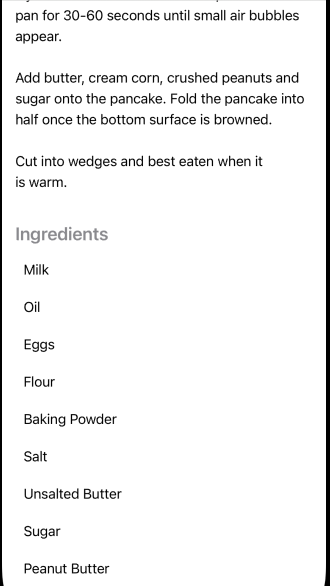 pan for 30-60 seconds until small air bubbles
appear.
Add butter, cream corn, crushed peanuts and
sugar onto the pancake. Fold the pancake into
half once the bottom surface is browned.
Cut into wedges and best eaten when it
is warm.
Ingredients
Milk
Oil
Eggs
Flour
Baking Powder
Salt
Unsalted Butter
Sugar
Peanut Butter